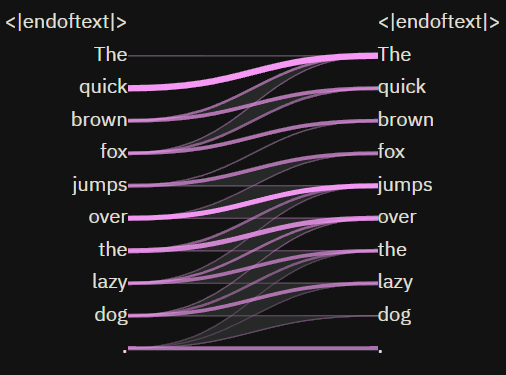 <|endoftext|> <|endoftext|>
The The
quick quick
brown brown
fox fox
jumps jumps
over over
the the
lazy lazy
dog dog
. .